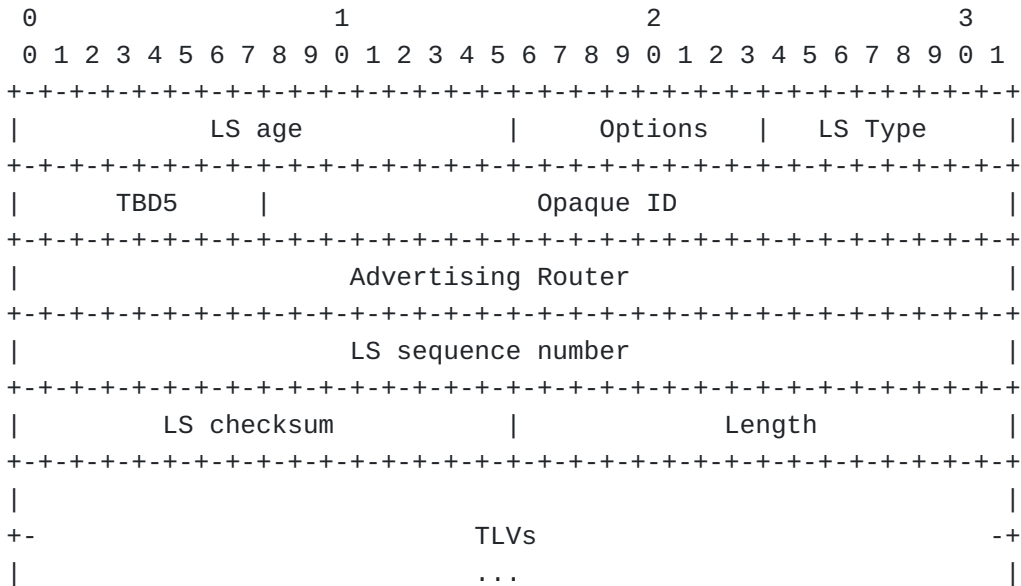 0                   1                   2                   3
 0 1 2 3 4 5 6 7 8 9 0 1 2 3 4 5 6 7 8 9 0 1 2 3 4 5 6 7 8 9 0 1
+-+-+-+-+-+-+-+-+-+-+-+-+-+-+-+-+-+-+-+-+-+-+-+-+-+-+-+-+-+-+-+-+
|            LS age             |     Options   |   LS Type     |
+-+-+-+-+-+-+-+-+-+-+-+-+-+-+-+-+-+-+-+-+-+-+-+-+-+-+-+-+-+-+-+-+
|      TBD5     |                 Opaque ID                     |
+-+-+-+-+-+-+-+-+-+-+-+-+-+-+-+-+-+-+-+-+-+-+-+-+-+-+-+-+-+-+-+-+
|                     Advertising Router                        |
+-+-+-+-+-+-+-+-+-+-+-+-+-+-+-+-+-+-+-+-+-+-+-+-+-+-+-+-+-+-+-+-+
|                     LS sequence number                        |
+-+-+-+-+-+-+-+-+-+-+-+-+-+-+-+-+-+-+-+-+-+-+-+-+-+-+-+-+-+-+-+-+
|         LS checksum           |             Length            |
+-+-+-+-+-+-+-+-+-+-+-+-+-+-+-+-+-+-+-+-+-+-+-+-+-+-+-+-+-+-+-+-+
|                                                               |
+-                            TLVs                             -+
|                             ...                               |